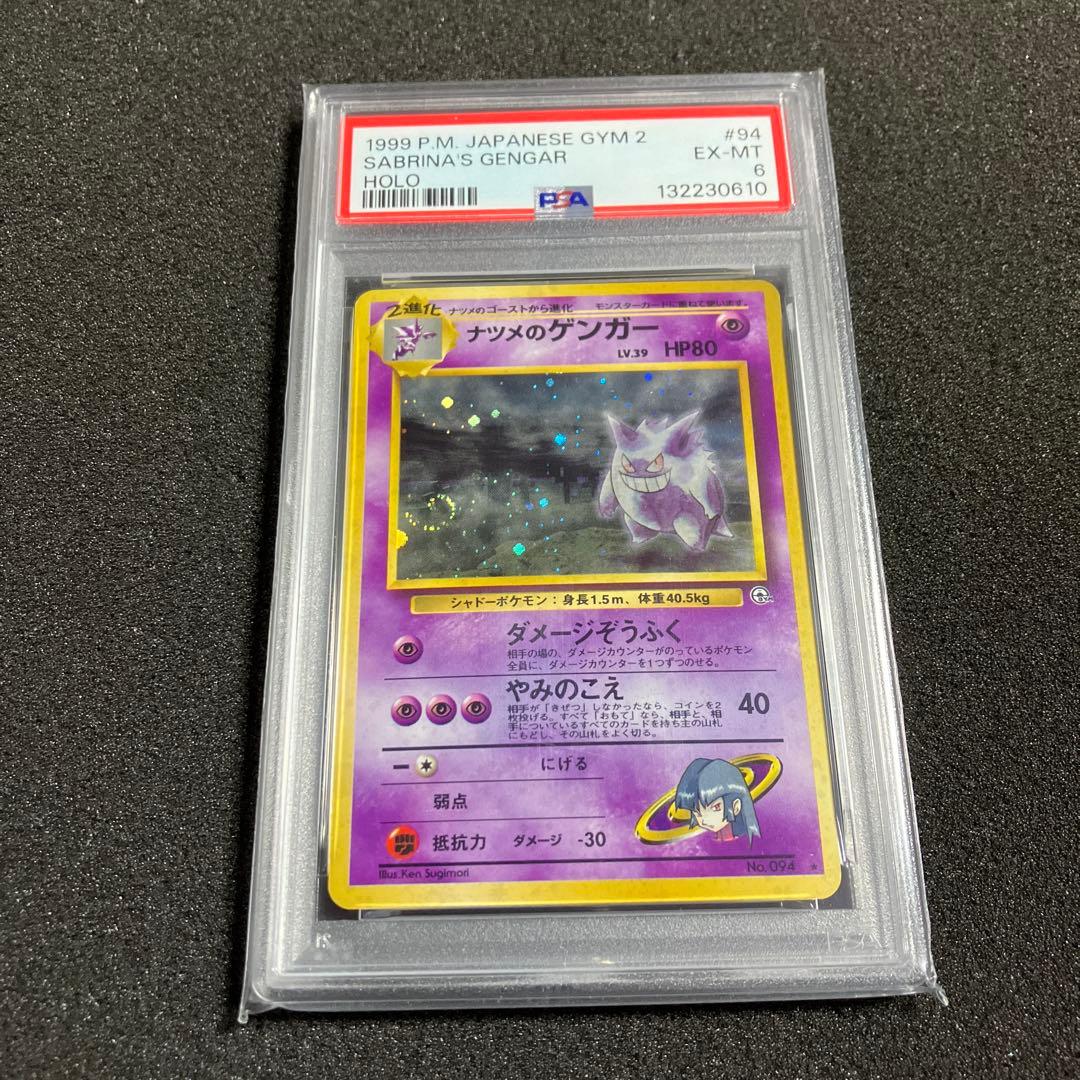 1999 P.M. JAPANESE GYM 2 #94
SABRINA'S GENGAR EX-MT
HOLO 6
PSA 132230610
2進化 ナツメのゴーストから進化 モンスターカードに重ねて使います。
ナツメのゲンガー
LV.39 HP80
シャドーポケモン：身長1.5m、体重40.5kg
ダメージぞうふく
相手の場の、ダメージカウンターがのっているポケモン
全員に、ダメージカウンターを1つずつのせる。
やみのこえ 40
相手が「きぜつ」しなかったなら、コインを2
枚投げる。すべて「おもて」なら、相手と、相
手についているすべてのカードを持ち主の山札
にもどし、その山札をよく切る。
にげる
弱点
抵抗力 ダメージ -30
No.094
Illus.Ken Sugimori